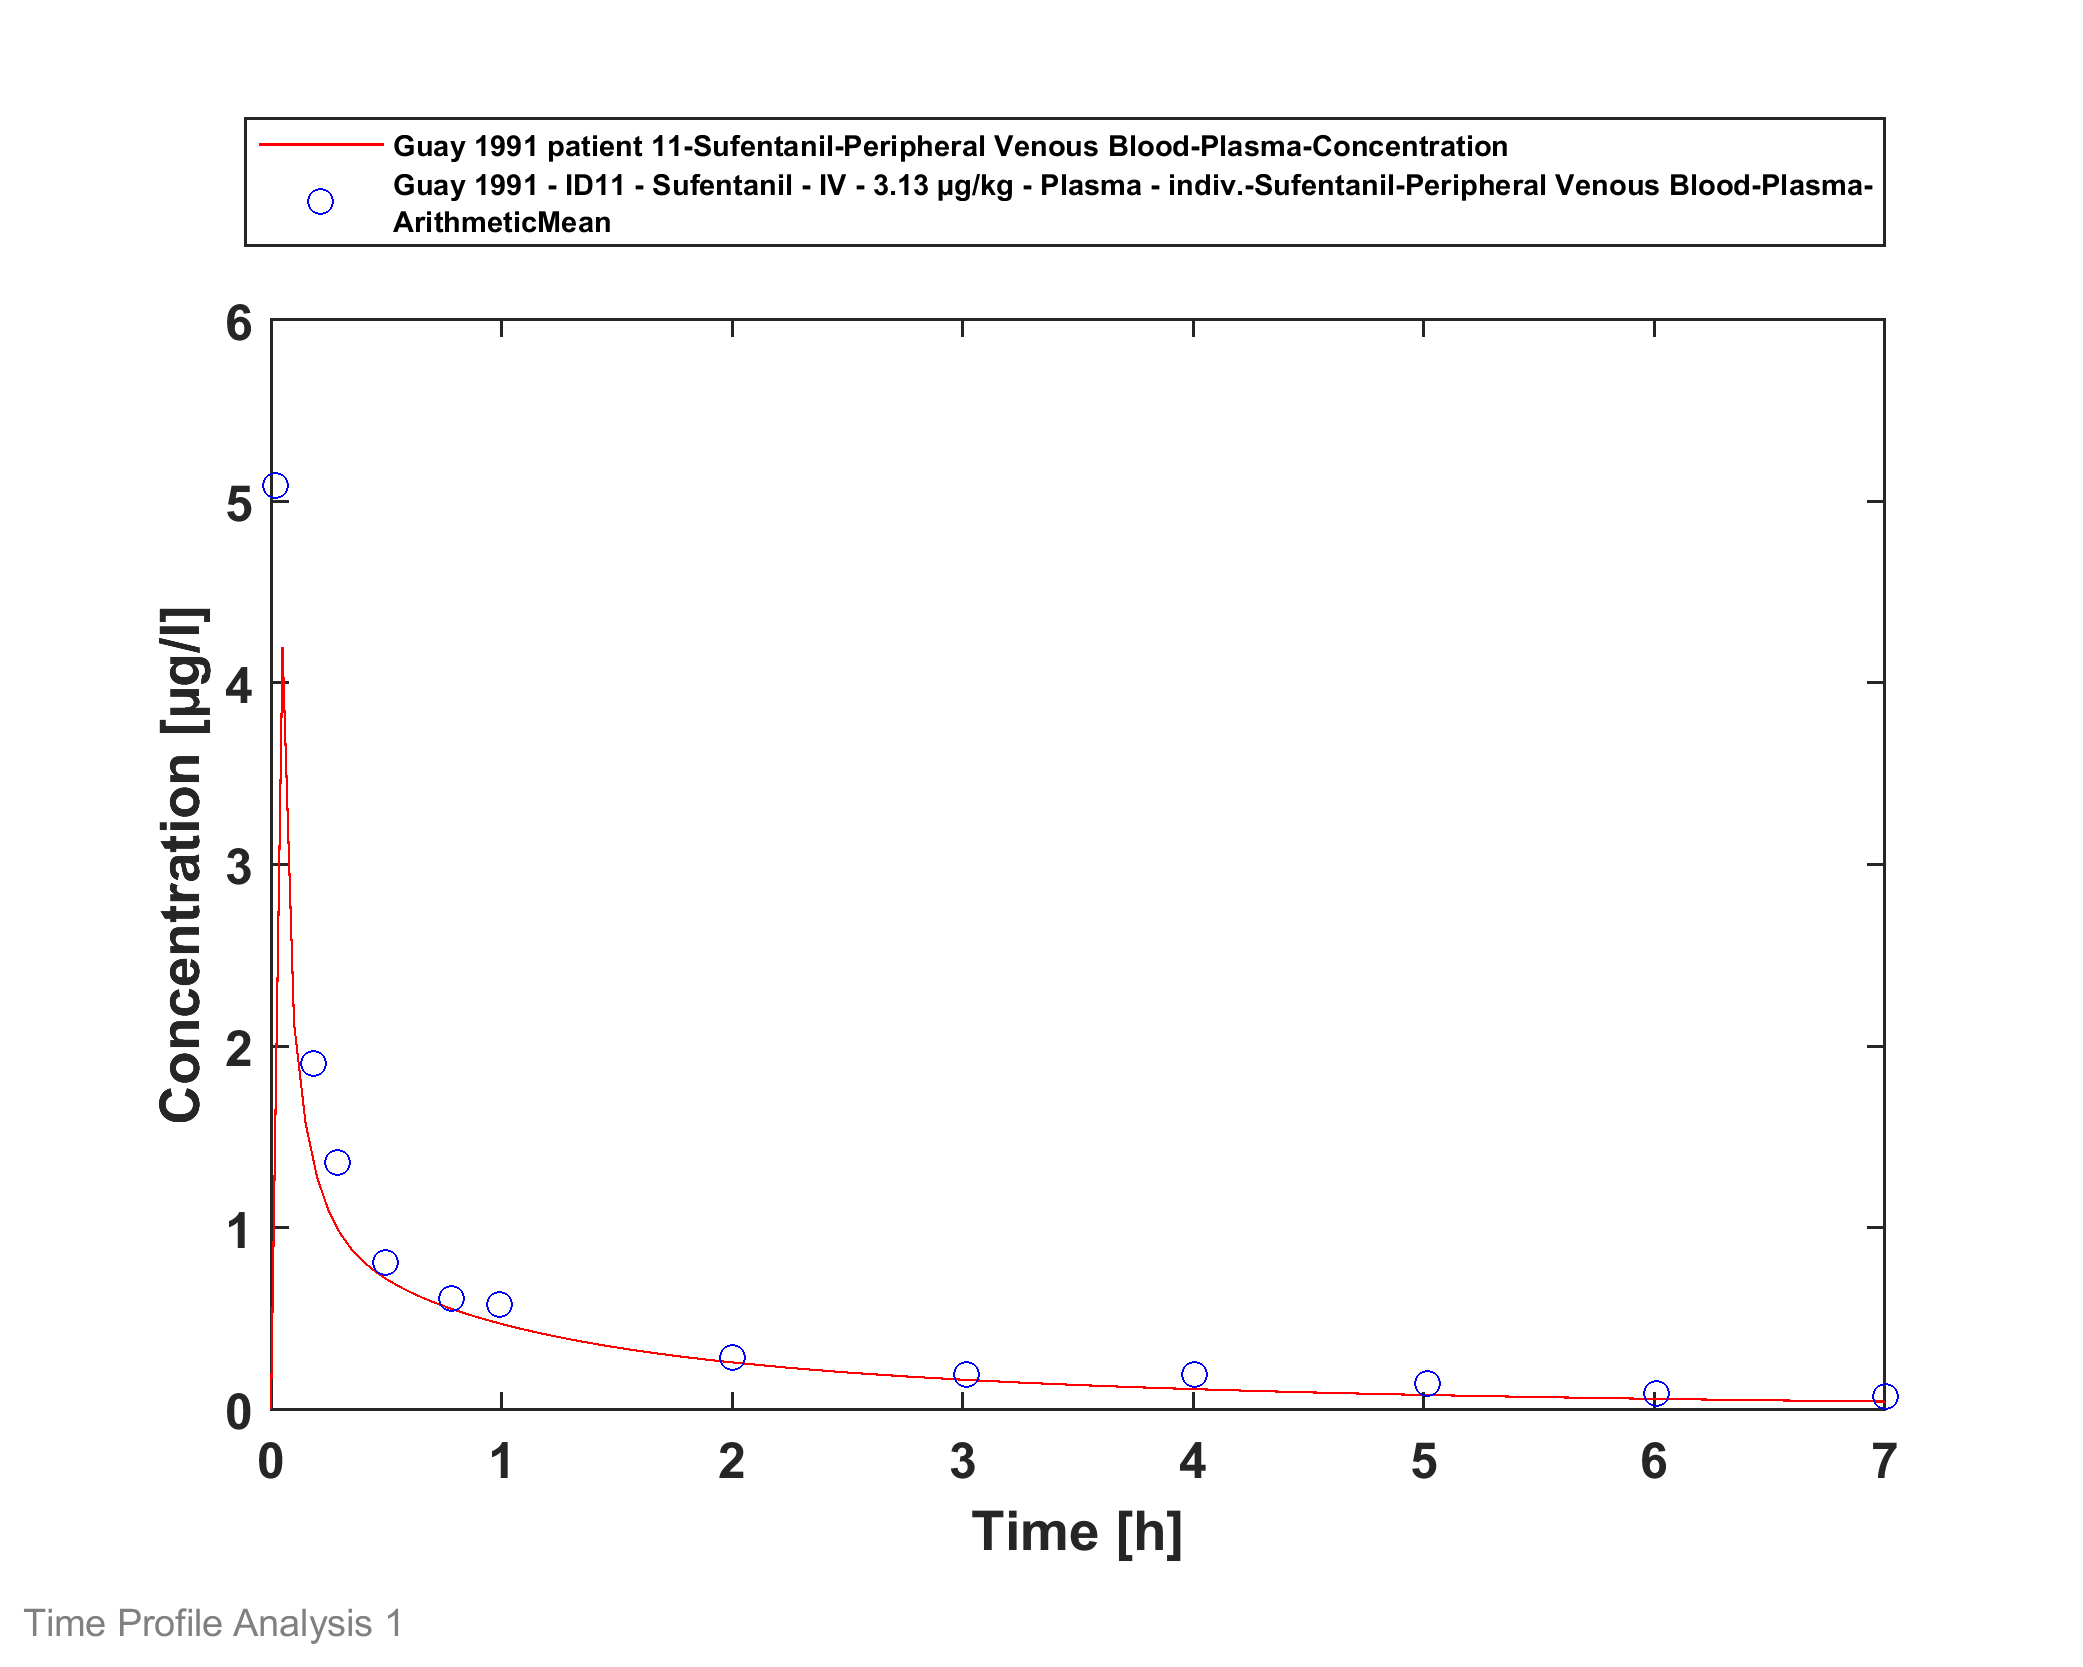 Guay 1991 patient 11-Sufentanil-Peripheral Venous Blood-Plasma-Concentration
Guay 1991 - ID11 - Sufentanil - IV - 3.13 µg/kg - Plasma - indiv.-Sufentanil-Peripheral Venous Blood-Plasma-
ArithmeticMean
6
5
4
3
2
1
0
Concentration [µg/l]
0 1 2 3 4 5 6 7
Time [h]
Time Profile Analysis 1